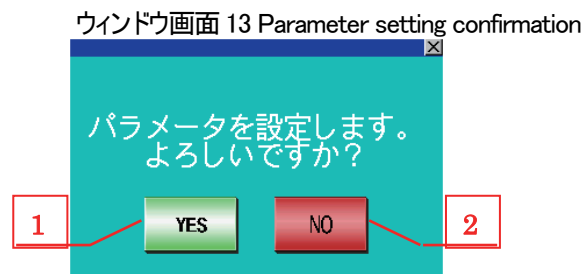 ウィンドウ画面 13 Parameter setting confirmation
パラメータを設定します。
よろしいですか？
1 YES NO 2